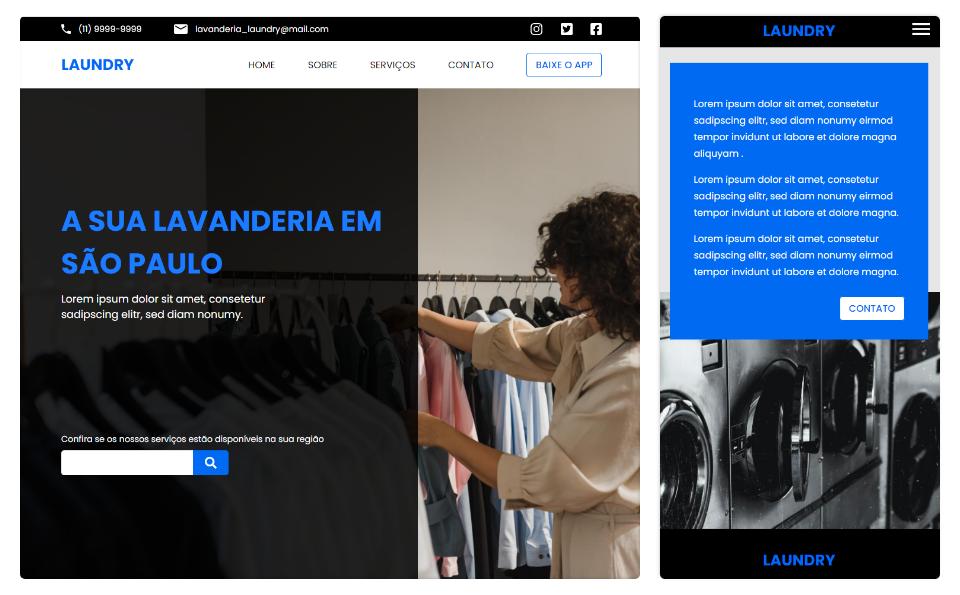 (11) 9999-9999
lavanderia_laundry@mail.com
LAUNDRY
HOME
SOBRE
SERVIÇOS
CONTATO
BAIXE O APP
A SUA LAVANDERIA EM
SÃO PAULO
Lorem ipsum dolor sit amet, consetetur
sadipscing elitr, sed diam nonumy.
Confira se os nossos serviços estão disponíveis na sua região
LAUNDRY
Lorem ipsum dolor sit amet, consetetur
sadipscing elitr, sed diam nonumy eirmod
tempor invidunt ut labore et dolore magna
aliquyam .
Lorem ipsum dolor sit amet, consetetur
sadipscing elitr, sed diam nonumy eirmod
tempor invidunt ut labore et dolore magna.
Lorem ipsum dolor sit amet, consetetur
sadipscing elitr, sed diam nonumy eirmod
tempor invidunt ut labore et dolore magna.
CONTATO
LAUNDRY